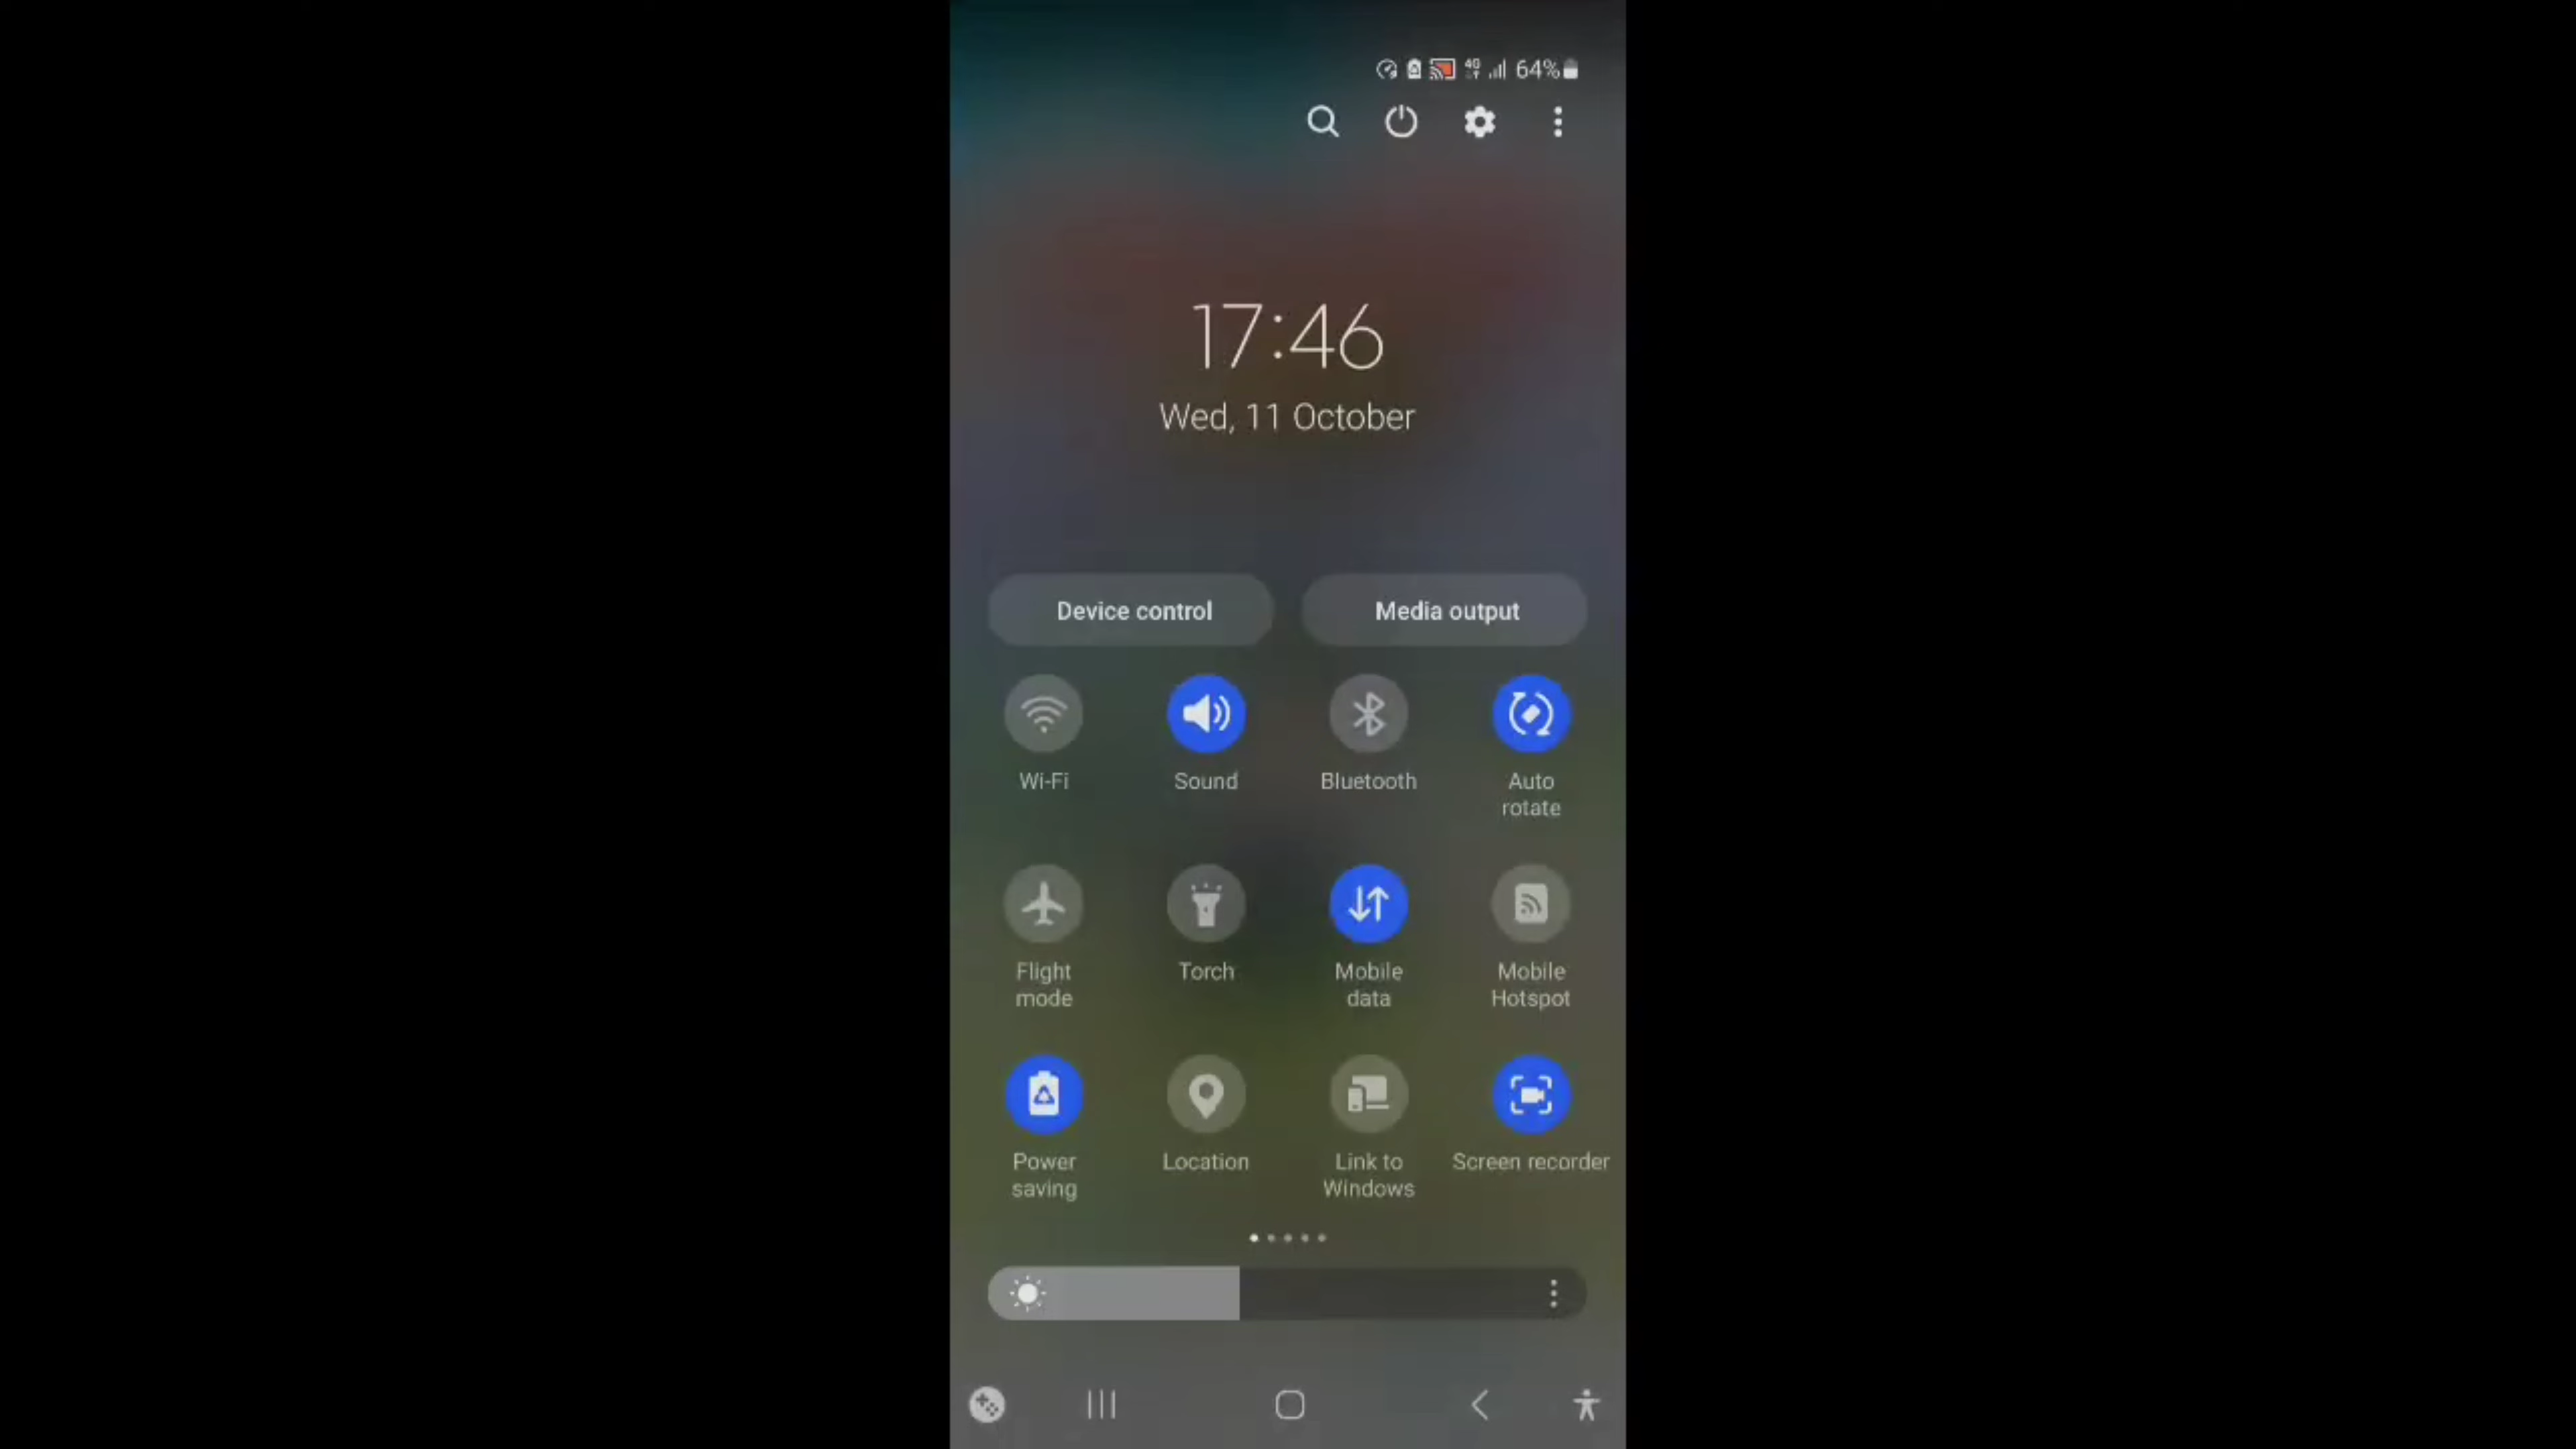 4G 64%
17:46
Wed, 11 October
Device control Media output
Wi-Fi Sound Bluetooth Auto
rotate
Flight Torch Mobile Mobile
mode data Hotspot
Power Location Link to Screen recorder
saving Windows